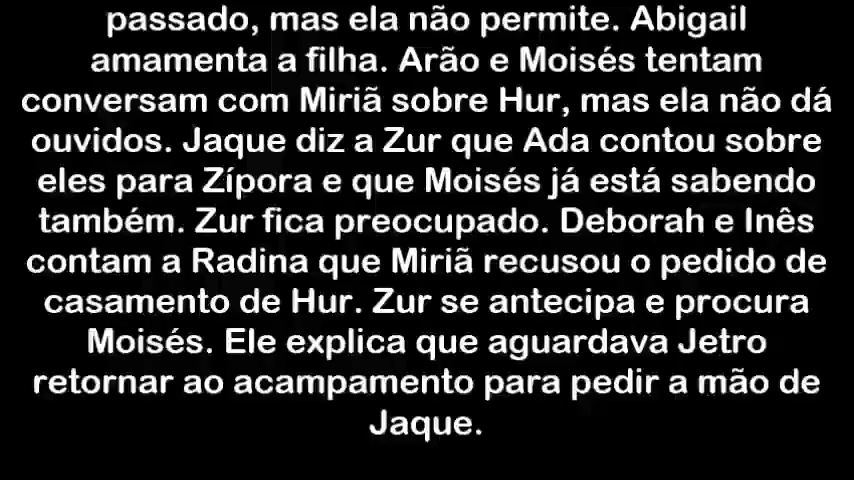 passado, mas ela não permite. Abigail
amamenta a filha. Arão e Moisés tentam
conversam com Miriã sobre Hur, mas ela não dá
ouvidos. Jaque diz a Zur que Ada contou sobre
eles para Zípora e que Moisés já está sabendo
também. Zur fica preocupado. Deborah e Inês
contam a Radina que Miriã recusou o pedido de
casamento de Hur. Zur se antecipa e procura
Moisés. Ele explica que aguardava Jetro
retornar ao acampamento para pedir a mão de
Jaque.